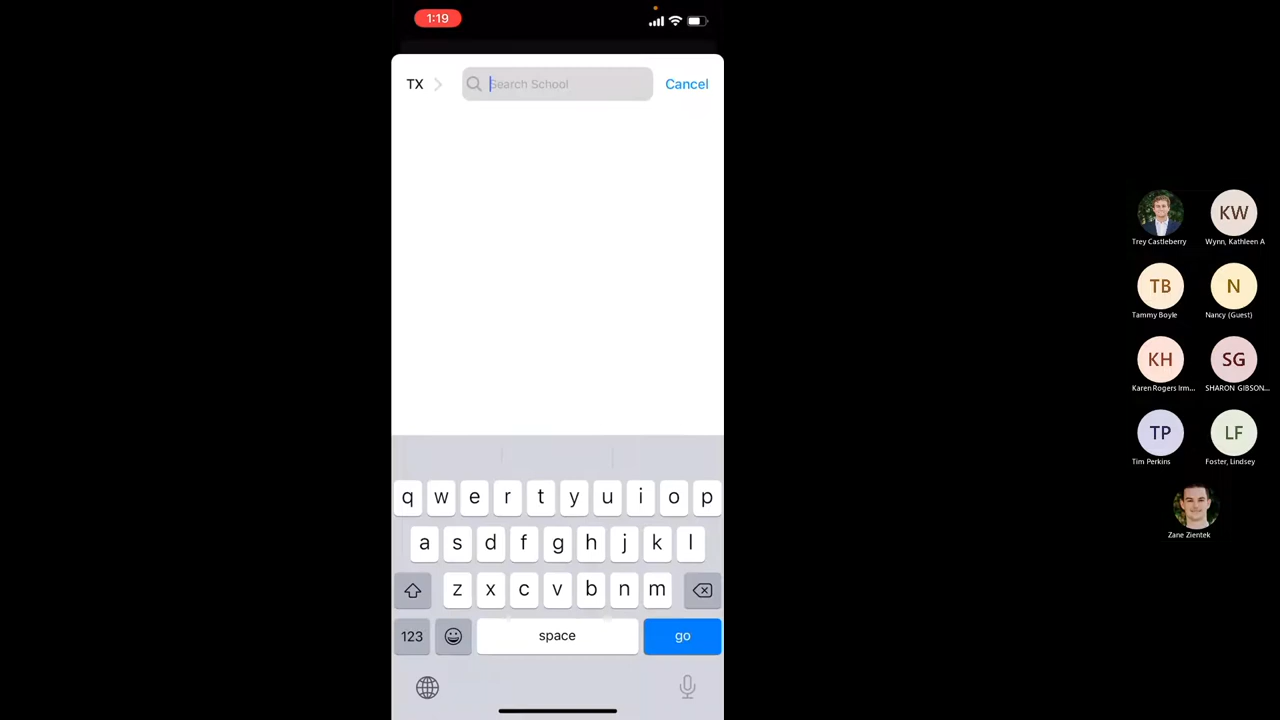 1:19
TX
Search School
Cancel
q w e r t y u i o p
a s d f g h j k l
z x c v b n m
123
space
go
KW
Trey Castleberry
Wynn, Kathleen A
TB
N
Tammy Boyle
Nancy (Guest)
KH
SG
Karen Rogers Irm...
SHARON GIBSON...
TP
LF
Tim Perkins
Foster, Lindsey
Zane Zientek